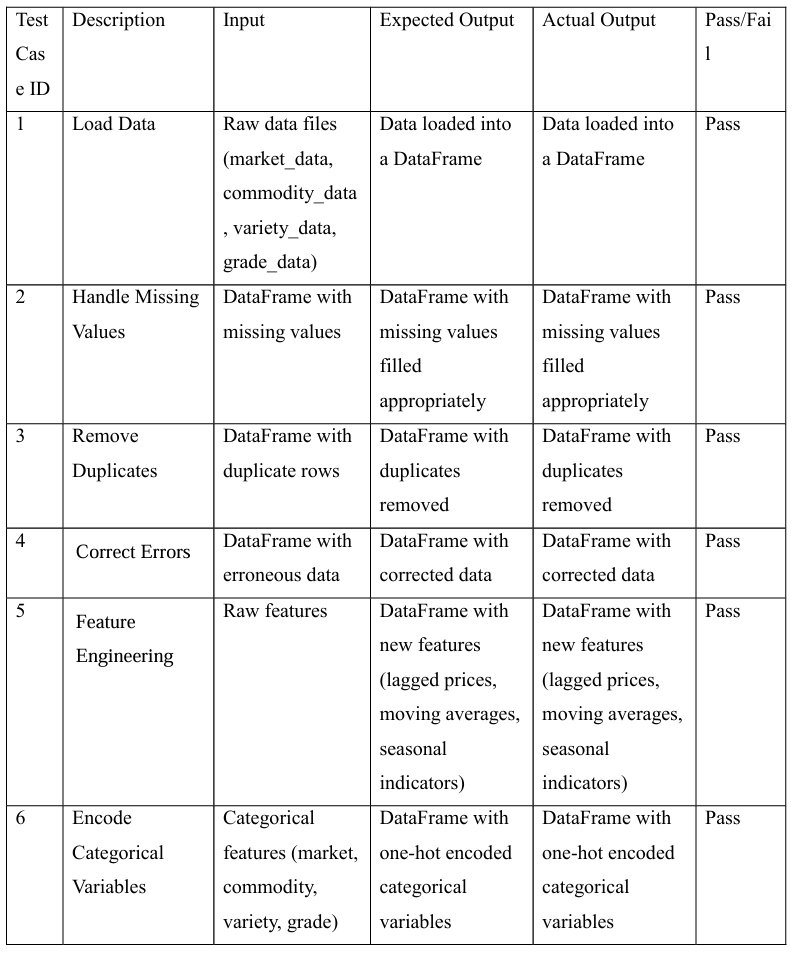 Test Case ID Description Input Expected Output Actual Output Pass/Fail
1 Load Data Raw data files (market_data, commodity_data, variety_data, grade_data) Data loaded into a DataFrame Data loaded into a DataFrame Pass
2 Handle Missing Values DataFrame with missing values DataFrame with missing values filled appropriately DataFrame with missing values filled appropriately Pass
3 Remove Duplicates DataFrame with duplicate rows DataFrame with duplicates removed DataFrame with duplicates removed Pass
4 Correct Errors DataFrame with erroneous data DataFrame with corrected data DataFrame with corrected data Pass
5 Feature Engineering Raw features DataFrame with new features (lagged prices, moving averages, seasonal indicators) DataFrame with new features (lagged prices, moving averages, seasonal indicators) Pass
6 Encode Categorical Variables Categorical features (market, commodity, variety, grade) DataFrame with one-hot encoded categorical variables DataFrame with one-hot encoded categorical variables Pass